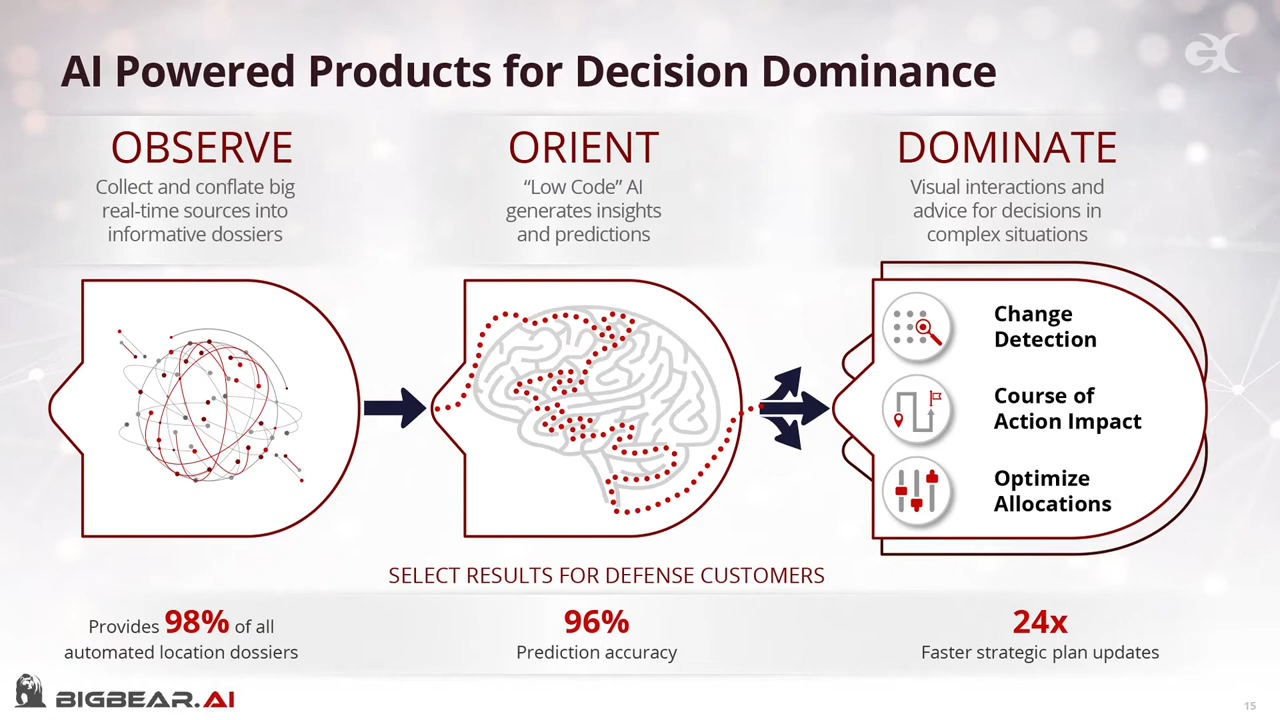 AI Powered Products for Decision Dominance
OBSERVE
Collect and conflate big
real-time sources into
informative dossiers
ORIENT
“Low Code” AI
generates insights
and predictions
DOMINATE
Visual interactions and
advice for decisions in
complex situations
Change
Detection
Course of
Action Impact
Optimize
Allocations
SELECT RESULTS FOR DEFENSE CUSTOMERS
Provides 98% of all
automated location dossiers
96%
Prediction accuracy
24x
Faster strategic plan updates
BIGBEAR.AI
15